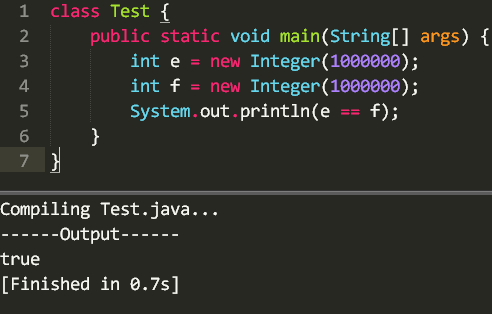 1 class Test {
2 public static void main(String[] args) {
3 int e = new Integer(1000000);
4 int f = new Integer(1000000);
5 System.out.println(e == f);
6 }
7 }
Compiling Test.java...
------Output------
true
[Finished in 0.7s]